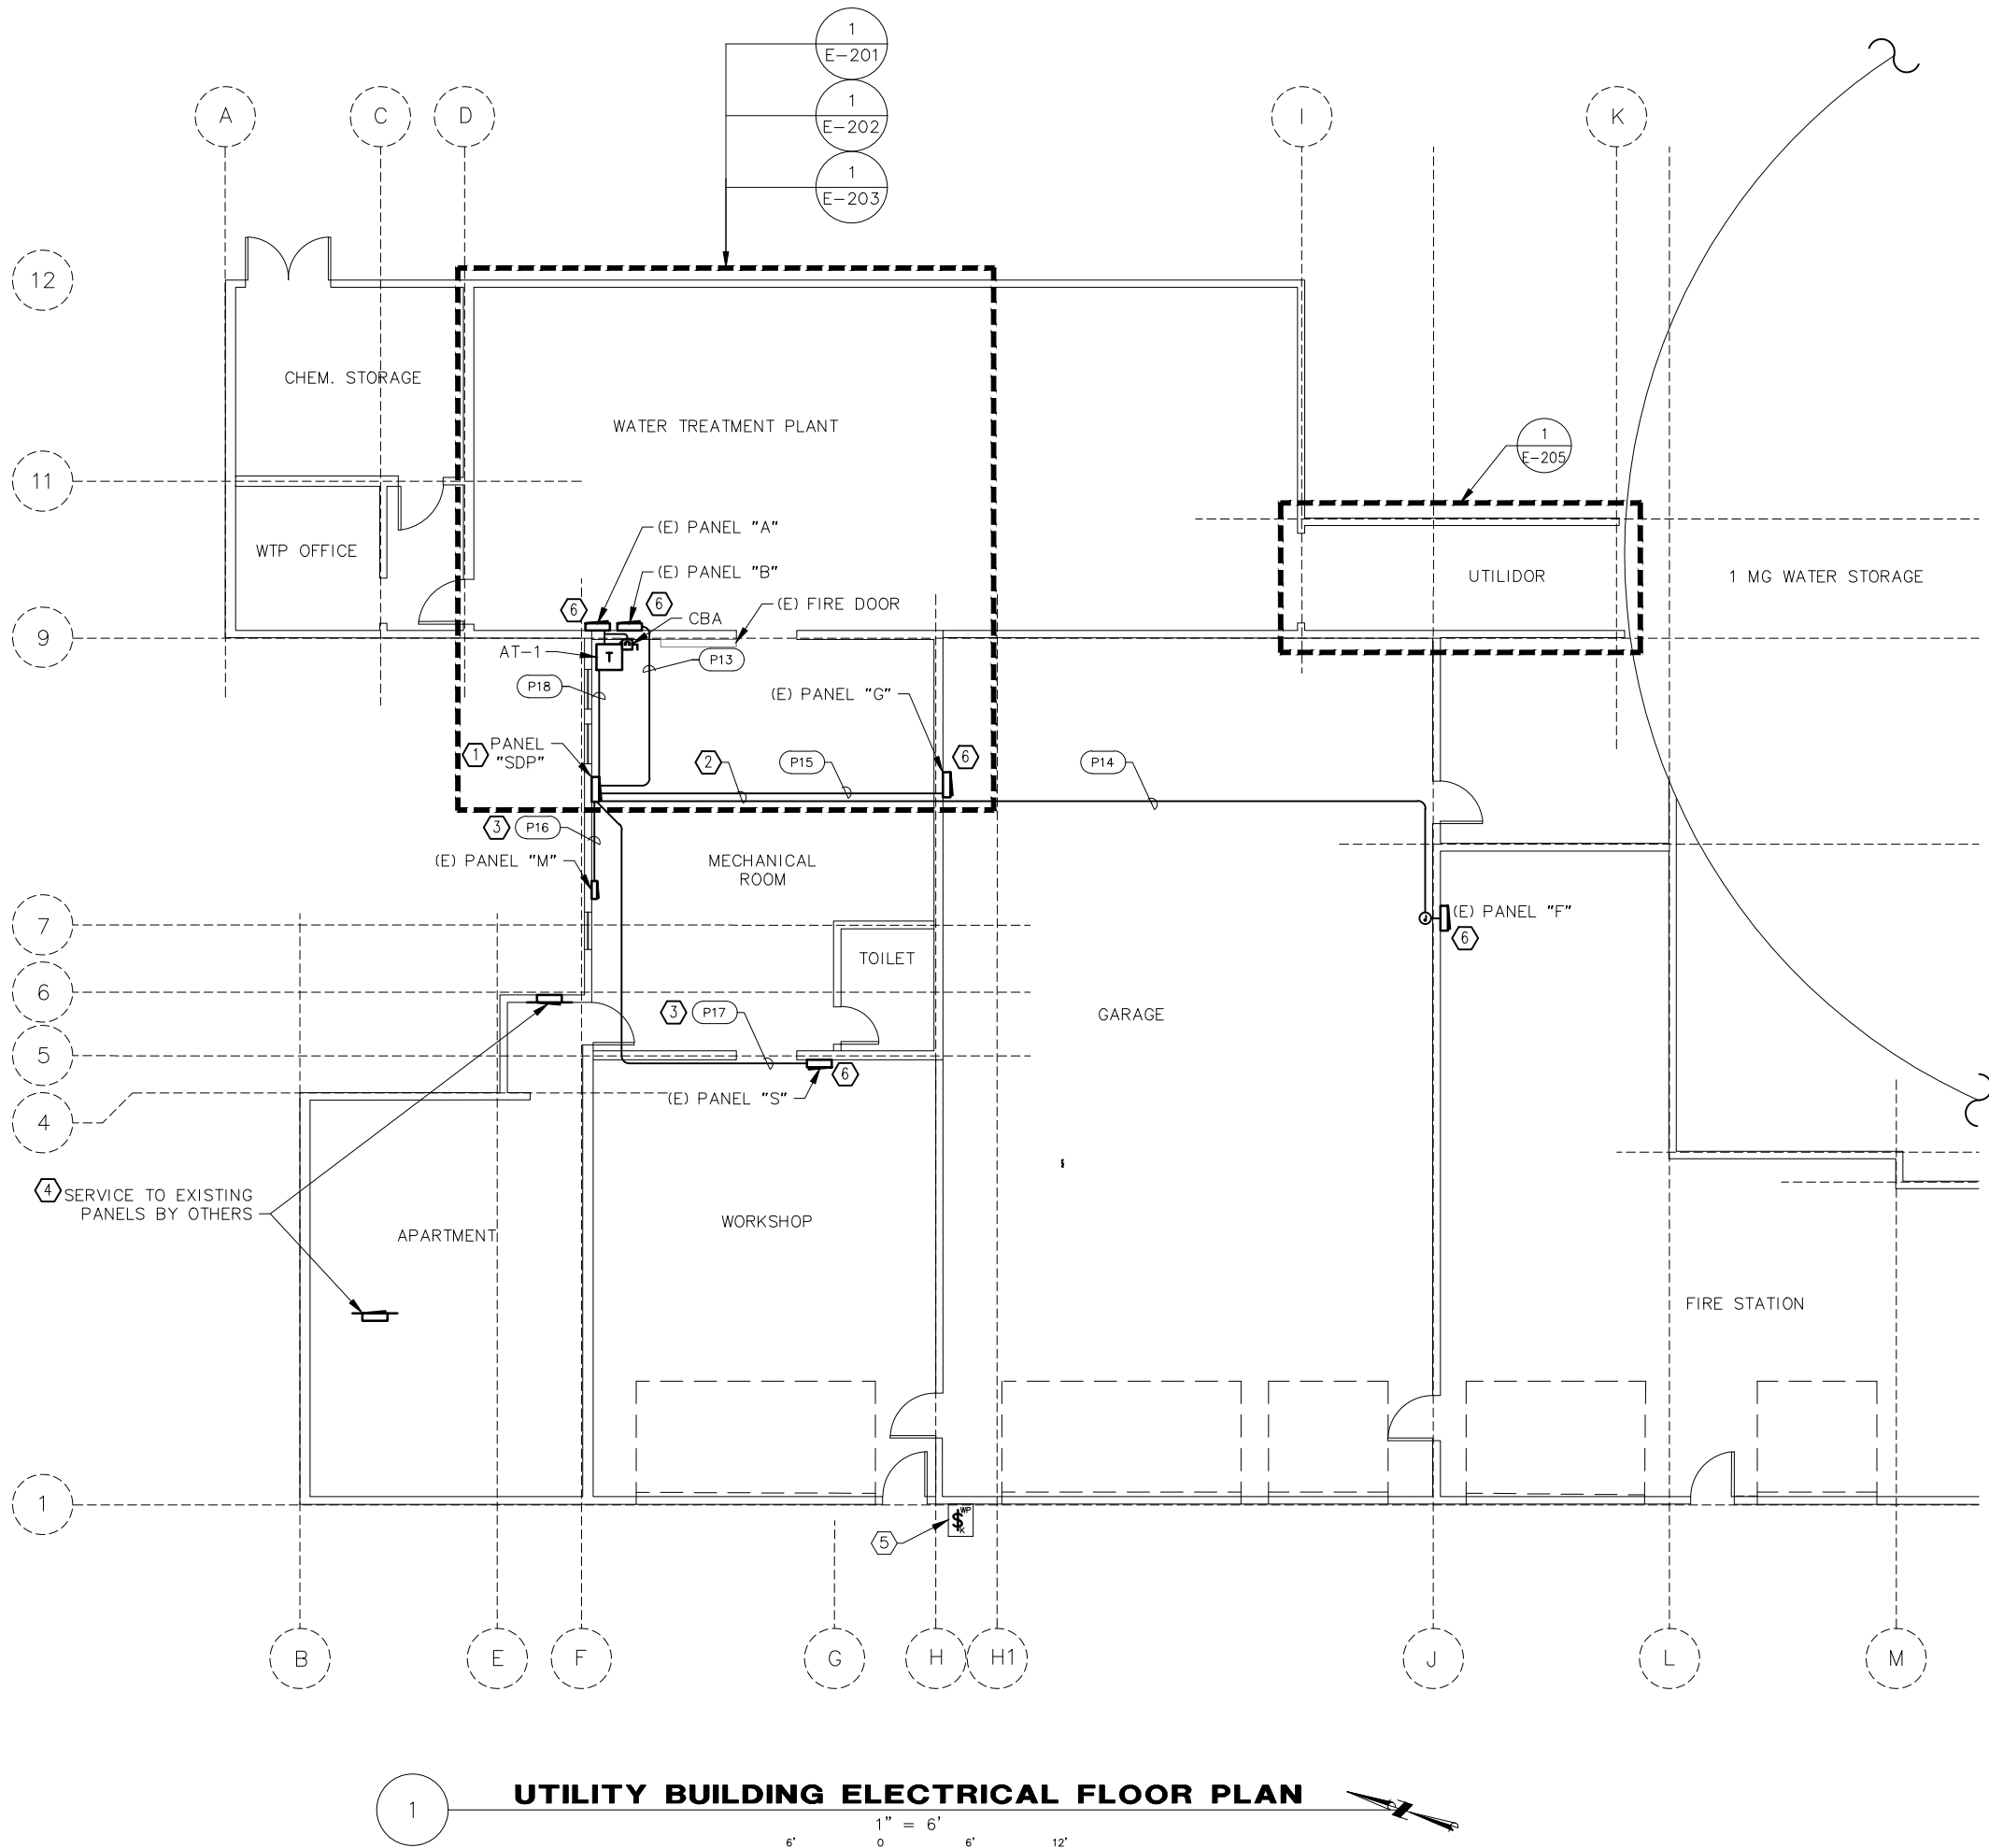 1
E-201
1
E-202
1
E-203
A
C
D
I
K
12
CHEM. STORAGE
WATER TREATMENT PLANT
1
E-205
11
(E) PANEL "A"
WTP OFFICE
(E) PANEL "B"
UTILIDOR
1 MG WATER STORAGE
6
6
(E) FIRE DOOR
CBA
9
AT-1
T
P13
P18
(E) PANEL "G"
1
PANEL
"SDP"
2
P15
6
P14
3
P16
(E) PANEL "M"
MECHANICAL
ROOM
7
(E) PANEL "F"
J
6
TOILET
6
3
P17
GARAGE
5
6
(E) PANEL "S"
4
4
SERVICE TO EXISTING
PANELS BY OTHERS
APARTMENT
WORKSHOP
FIRE STATION
1
WP
$
K
5
B
E
F
G
H
H1
J
L
M
1
UTILITY BUILDING ELECTRICAL FLOOR PLAN
1" = 6'
6' 0 6' 12'